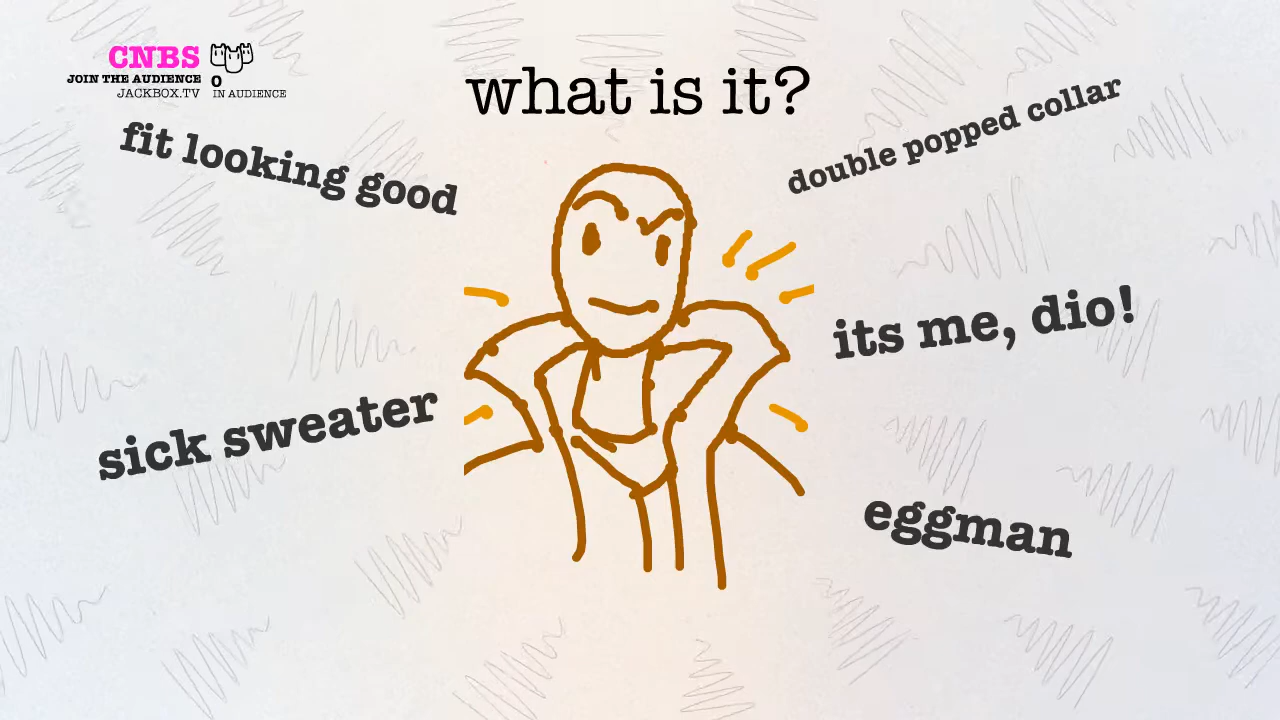 CNBS
JOIN THE AUDIENCE
JACKBOX.TV
0
IN AUDIENCE
what is it?
fit looking good
double popped collar
its me, dio!
sick sweater
eggman